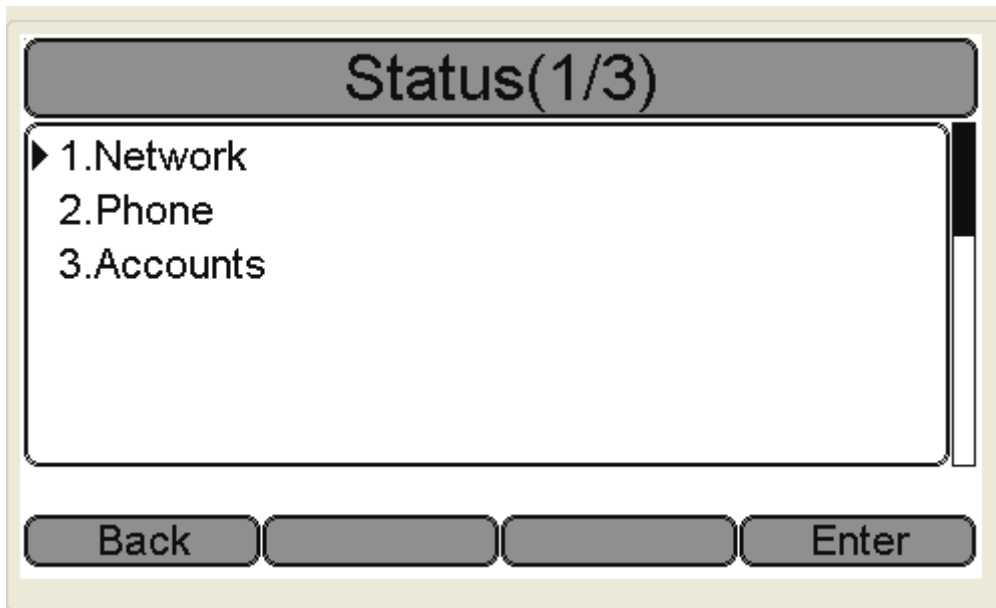 Status(1/3)
1.Network
2.Phone
3.Accounts
Back Enter